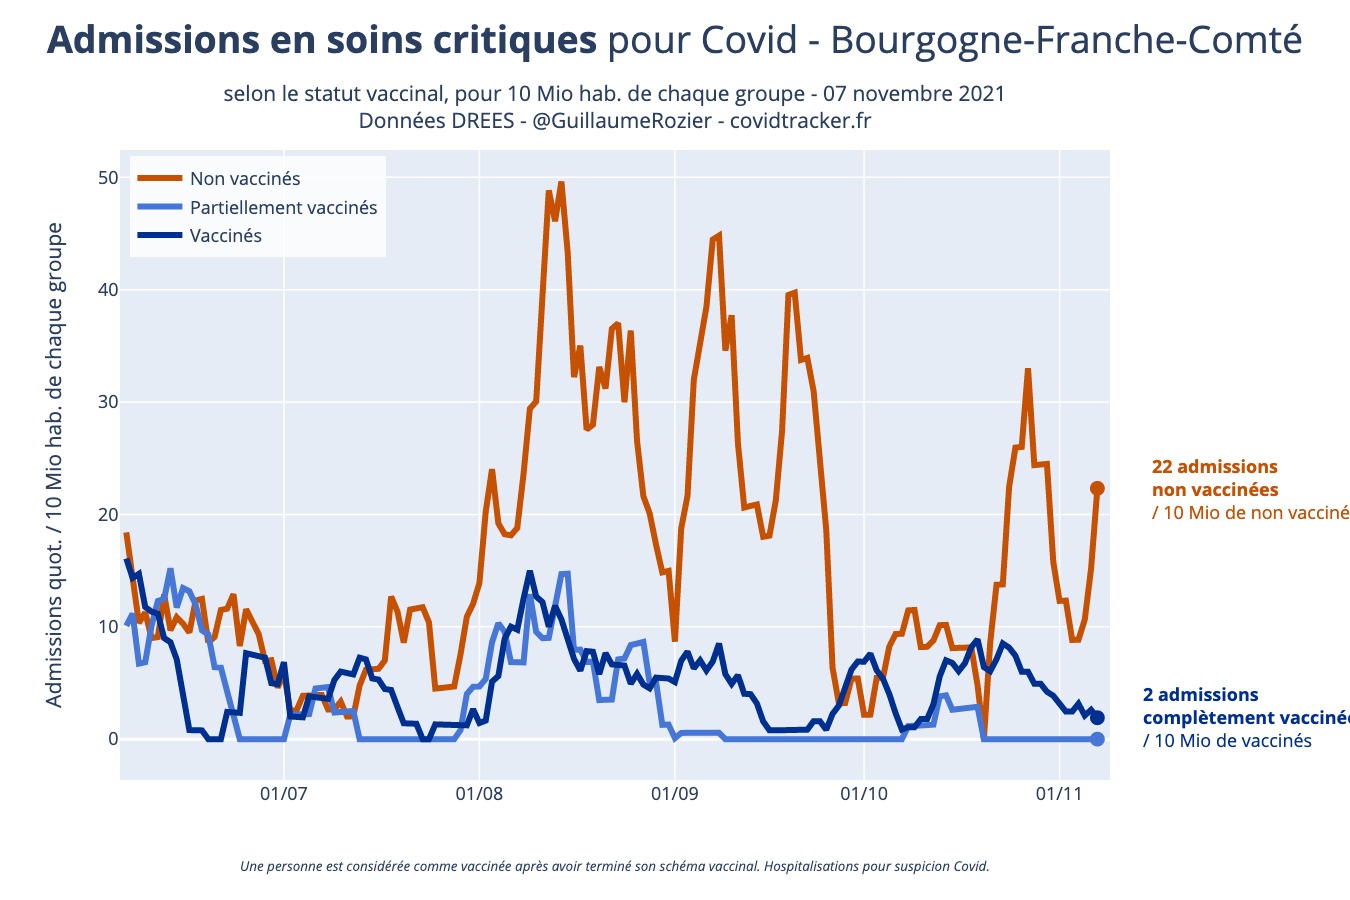 Admissions en soins critiques pour Covid - Bourgogne-Franche-Comté
selon le statut vaccinal, pour 10 Mio hab. de chaque groupe - 07 novembre 2021
Données DREES - @GuillaumeRozier - covidtracker.fr
Non vaccinés
Partiellement vaccinés
Vaccinés
Admissions quot. / 10 Mio hab. de chaque groupe
50
40
30
20
10
0
01/07
01/08
01/09
01/10
01/11
22 admissions
non vaccinées
/ 10 Mio de non vacciné
2 admissions
complètement vacciné
/ 10 Mio de vaccinés
Une personne est considérée comme vaccinée après avoir terminé son schéma vaccinal. Hospitalisations pour suspicion Covid.